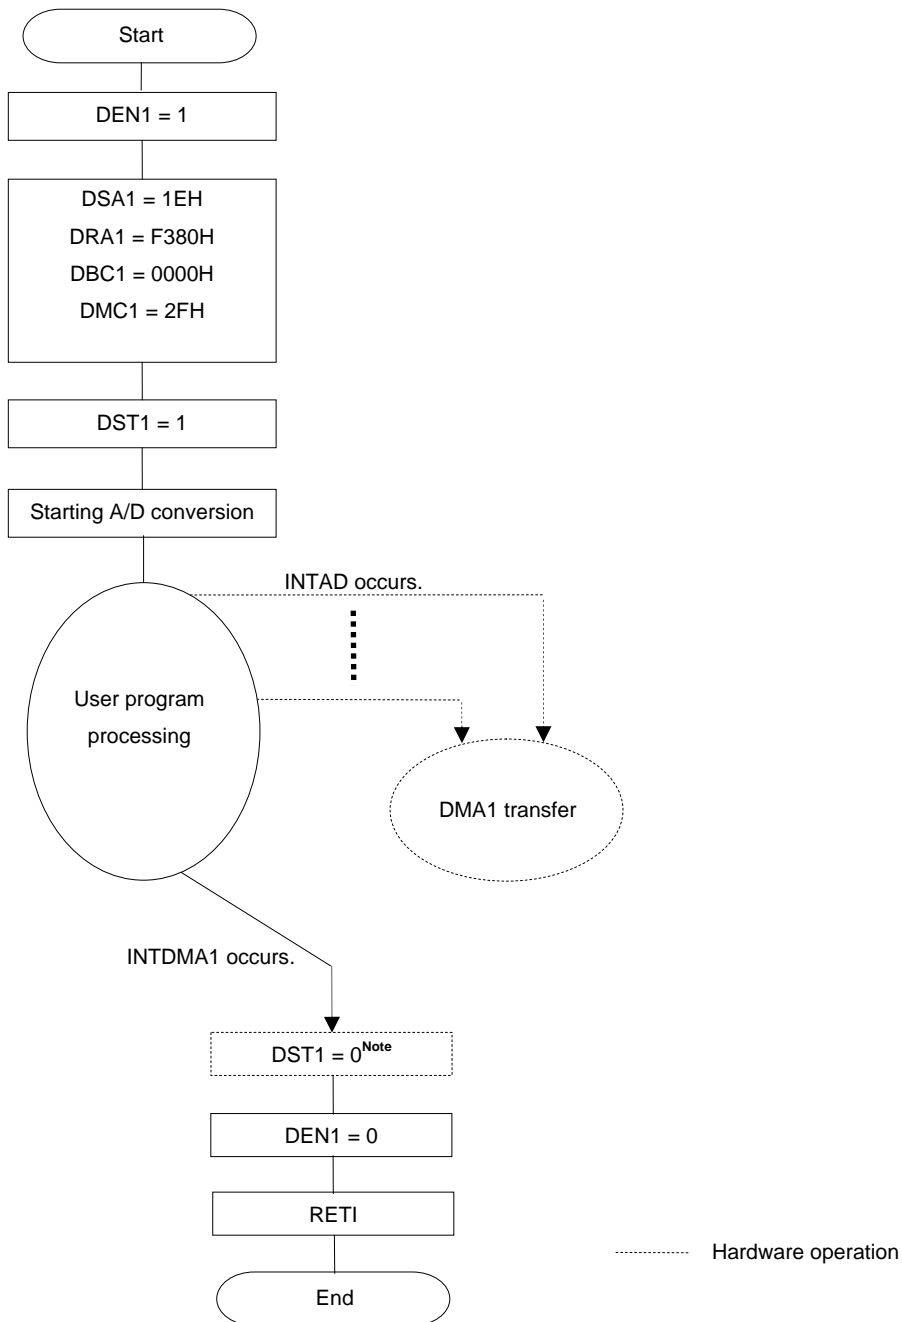 Start
DEN1 = 1
DSA1 = 1EH
DRA1 = F380H
DBC1 = 0000H
DMC1 = 2FH
DST1 = 1
Starting A/D conversion
INTAD occurs.
User program
processing
DMA1 transfer
INTDMA1 occurs.
DST1 = 0Note
DEN1 = 0
RETI
Hardware operation
End